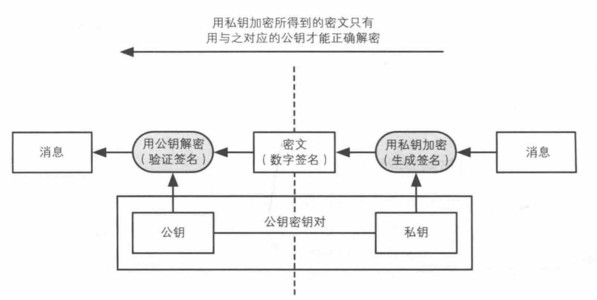 用私钥加密所得到的密文只有
用与之对应的公钥才能正确解密
消息
用公钥解密
（验证签名）
密文
（数字签名）
用私钥加密
（生成签名）
消息
公钥密钥对
公钥
私钥